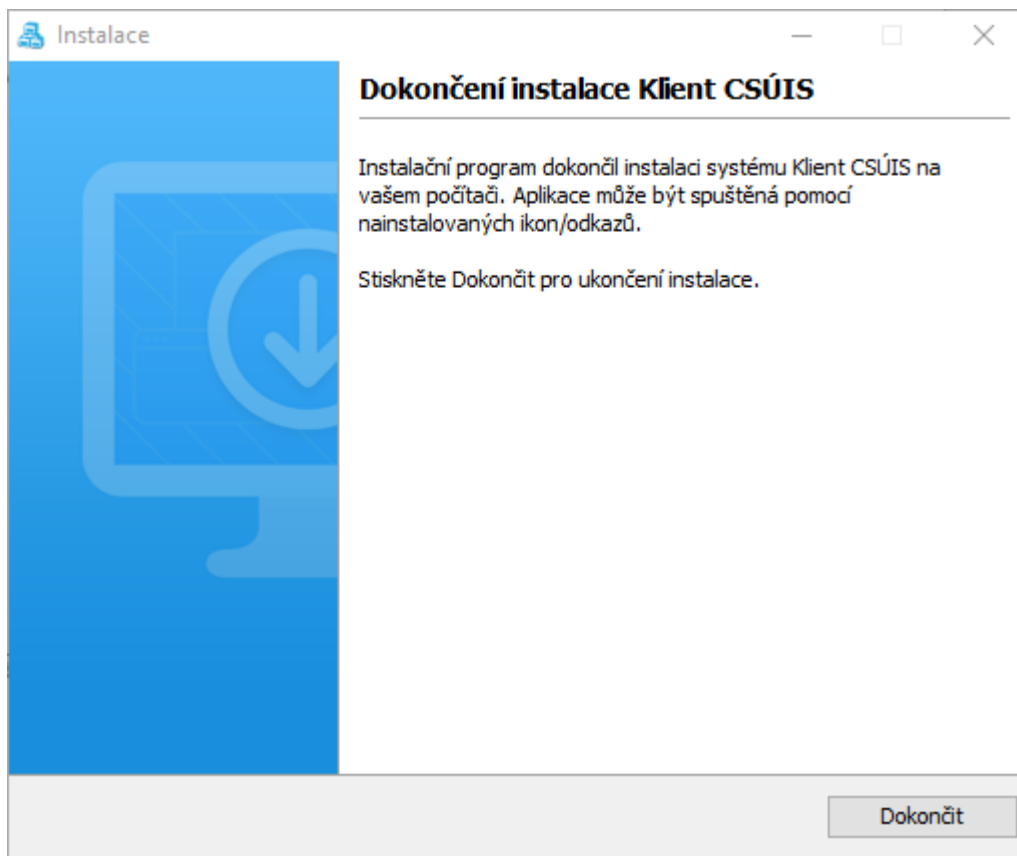 Instalace
Dokončení instalace Klient CSÚIS
Instalační program dokončil instalaci systému Klient CSÚIS na
vašem počítači. Aplikace může být spuštěná pomocí
nainstalovaných ikon/odkazů.
Stiskněte Dokončit pro ukončení instalace.
Dokončit